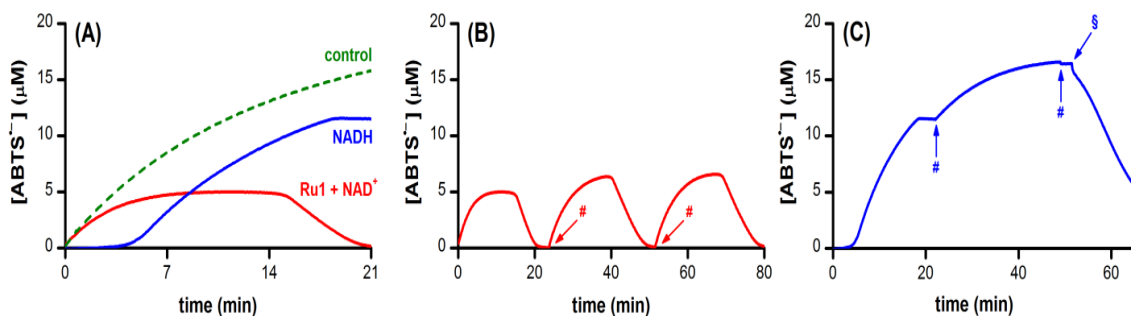 (A)
[ABTS•−] (μM)
20
15
10
5
0
control
NADH
Ru1 + NAD+
0 7 14 21
time (min)
(B)
[ABTS•−] (μM)
20
15
10
5
0
#
#
0 20 40 60 80
time (min)
(C)
[ABTS•−] (μM)
20
15
10
5
0
§
#
#
0 20 40 60
time (min)